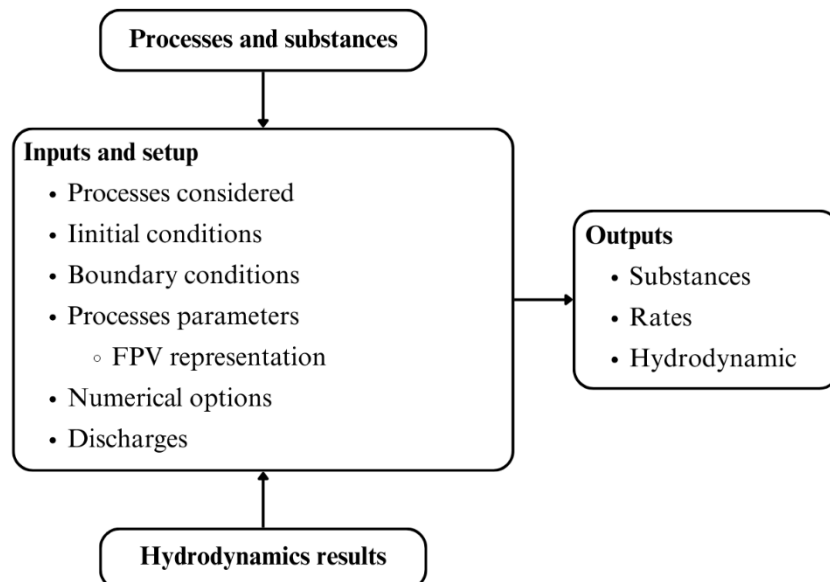 Processes and substances
Inputs and setup
• Processes considered
• Iinitial conditions
• Boundary conditions
• Processes parameters
◦ FPV representation
• Numerical options
• Discharges
Outputs
• Substances
• Rates
• Hydrodynamic
Hydrodynamics results